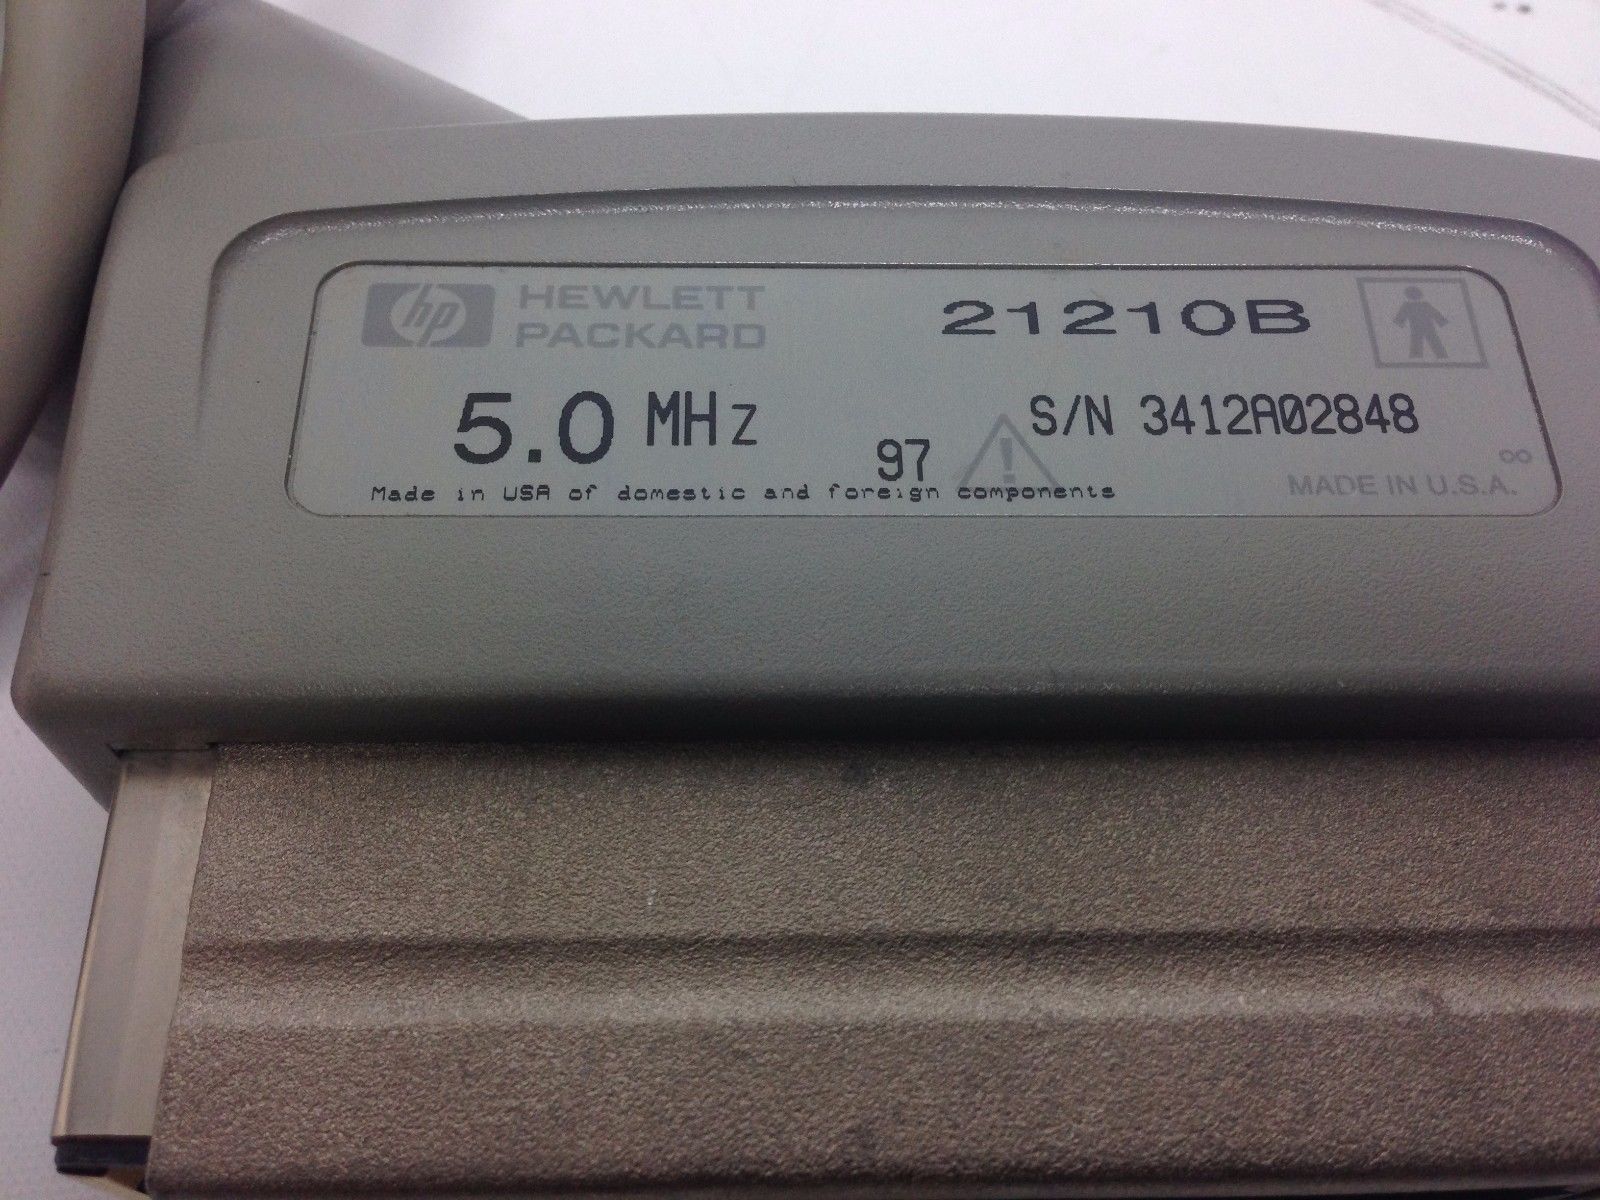 hp HEWLETT PACKARD
21210B
5.0 MHz
97
S/N 3412A02848
Made in USA of domestic and foreign components
MADE IN U.S.A.